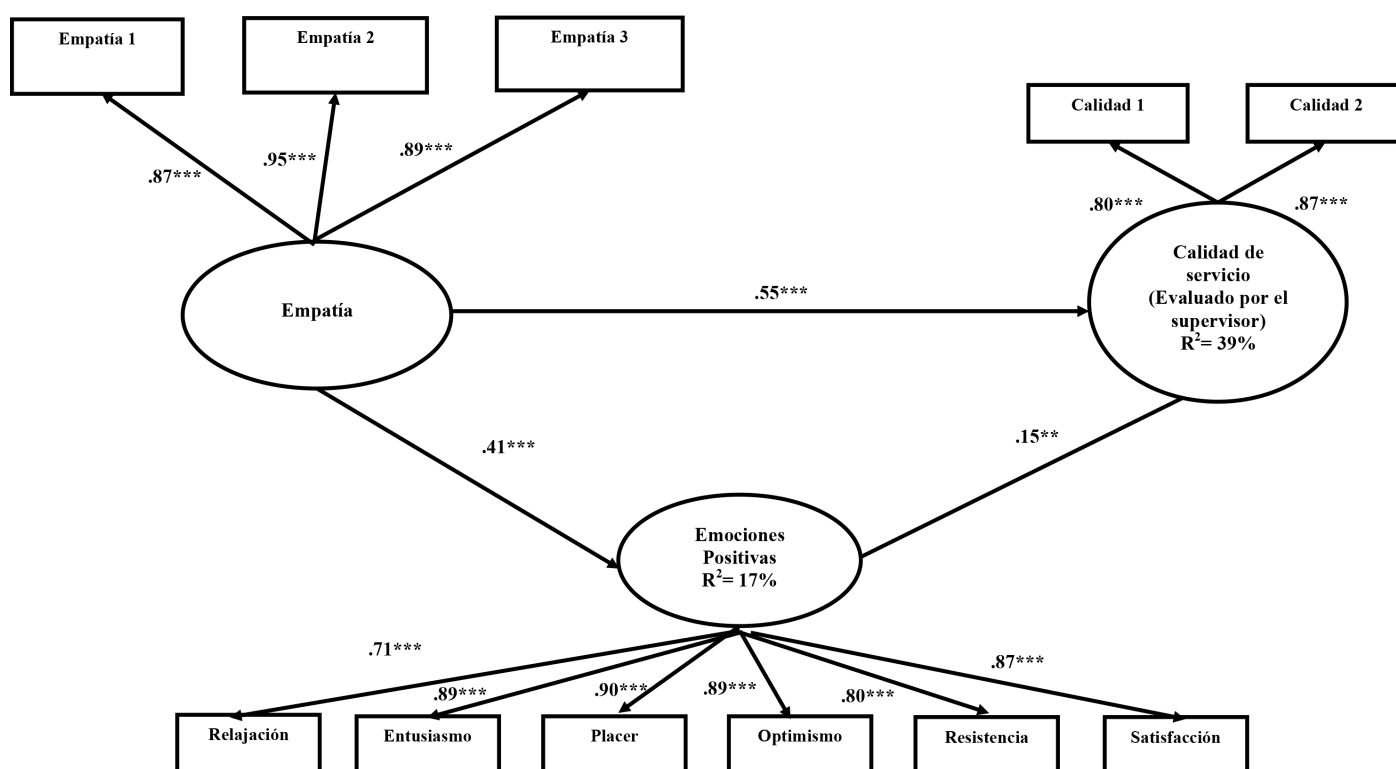 Empatía 1
Empatía 2
Empatía 3
Calidad 1
Calidad 2
.87***
.95***
.89***
.80***
.87***
Empatía
.55***
Calidad de
servicio
(Evaluado por el
supervisor)
R²= 39%
.41***
.15**
Emociones
Positivas
R²= 17%
.71***
.89***
.90***
.89***
.80***
.87***
Relajación
Entusiasmo
Placer
Optimismo
Resistencia
Satisfacción